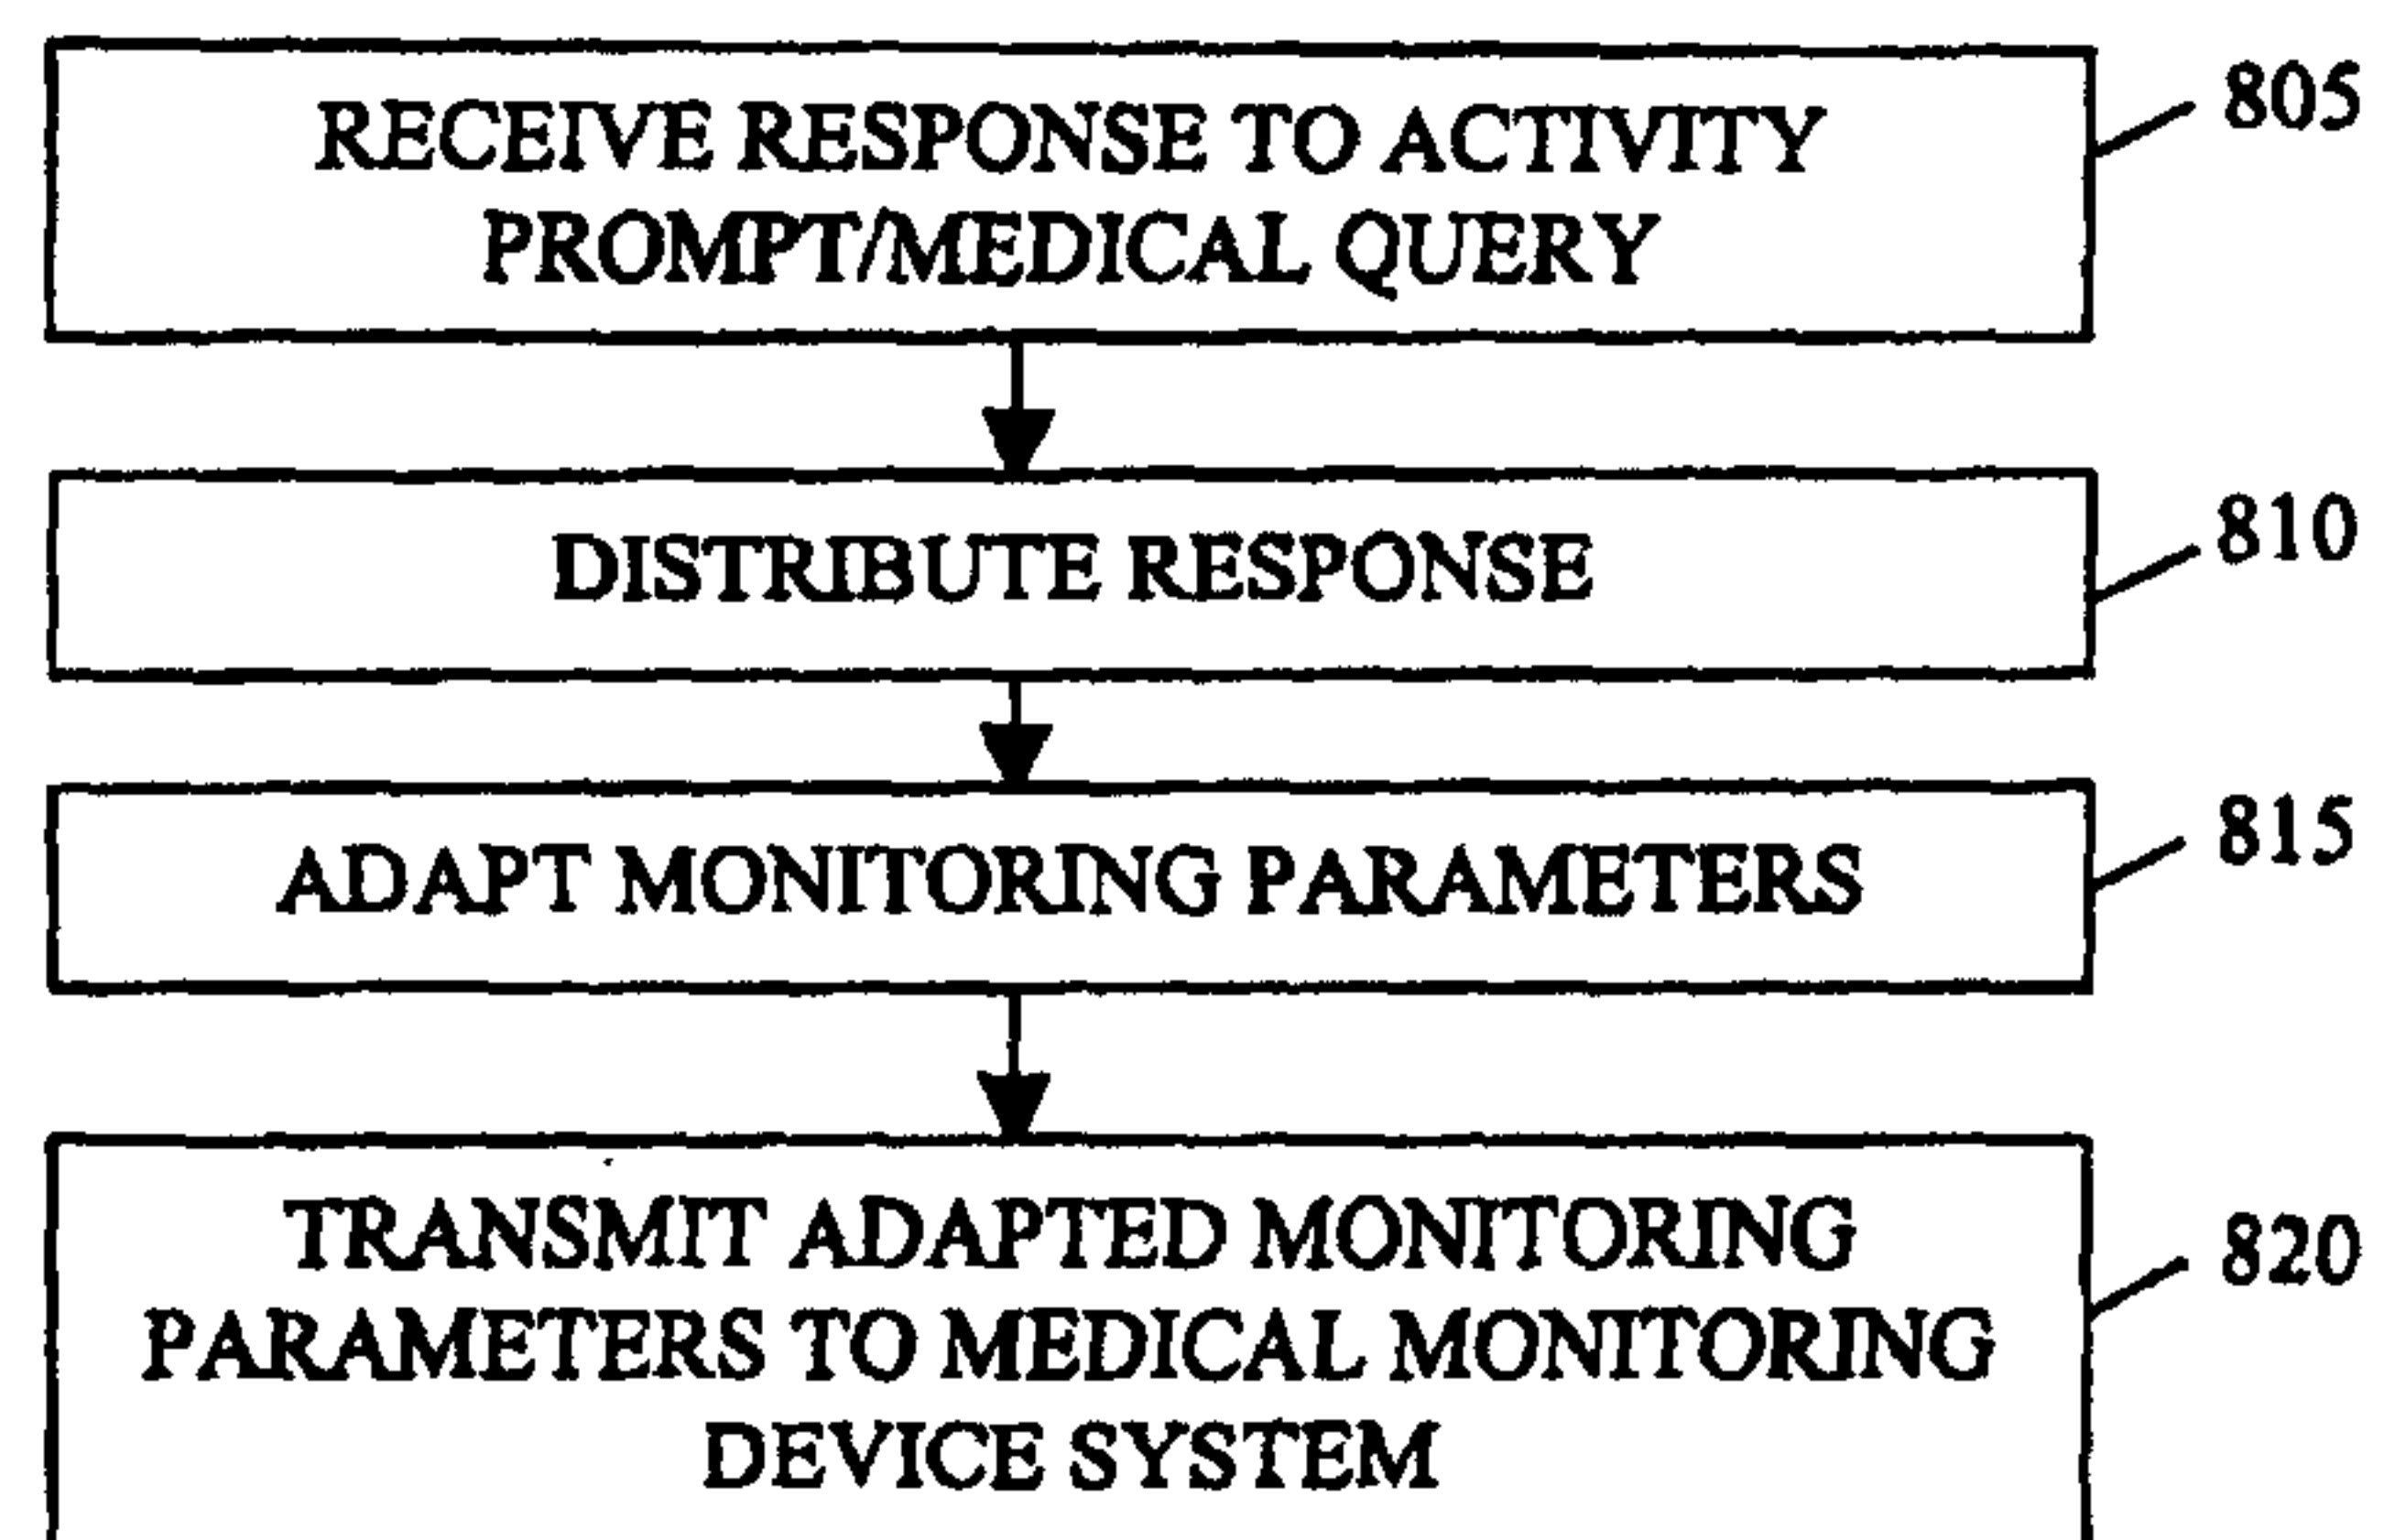 RECEIVE RESPONSE TO ACTIVITY
PROMPT/MEDICAL QUERY
805
DISTRIBUTE RESPONSE
810
ADAPT MONITORING PARAMETERS
815
TRANSMIT ADAPTED MONITORING
PARAMETERS TO MEDICAL MONITORING
DEVICE SYSTEM
820